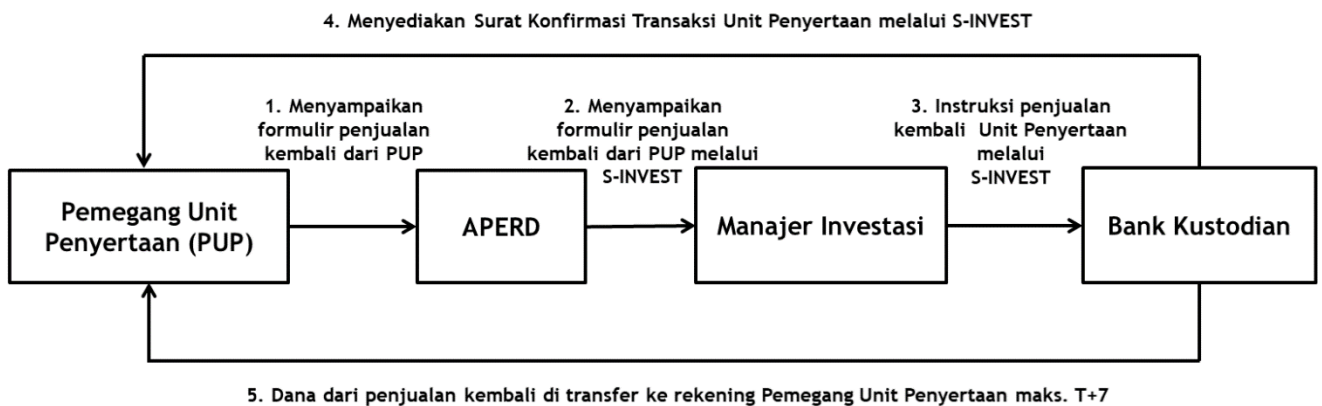 4. Menyediakan Surat Konfirmasi Transaksi Unit Penyertaan melalui S-INVEST
1. Menyampaikan
formulir penjualan
kembali dari PUP
2. Menyampaikan
formulir penjualan
kembali dari PUP melalui
S-INVEST
3. Instruksi penjualan
kembali Unit Penyertaan
melalui
S-INVEST
Pemegang Unit
Penyertaan (PUP)
APERD
Manajer Investasi
Bank Kustodian
5. Dana dari penjualan kembali di transfer ke rekening Pemegang Unit Penyertaan maks. T+7